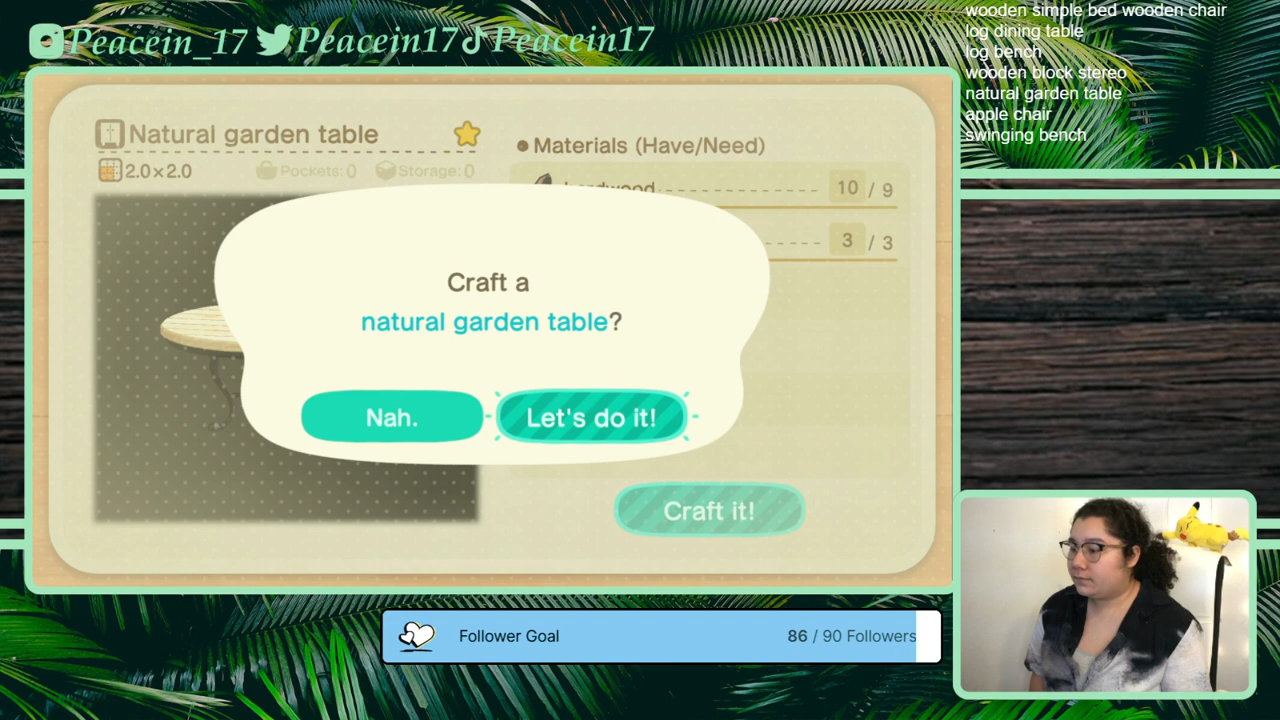 Peacein_17 Peacein17 Peacein17
wooden simple bed wooden chair
log dining table
log bench
wooden block stereo
natural garden table
apple chair
swinging bench
Natural garden table
2.0×2.0 Pockets: 0 Storage: 0
Materials (Have/Need)
10 / 9
3 / 3
Craft a
natural garden table?
Nah. Let's do it!
Craft it!
Follower Goal 86 / 90 Followers